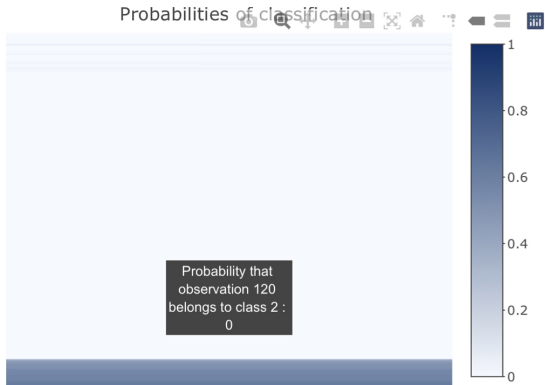 Probabilities of classification
1
0.8
0.6
0.4
0.2
0
Probability that
observation 120
belongs to class 2 :
0